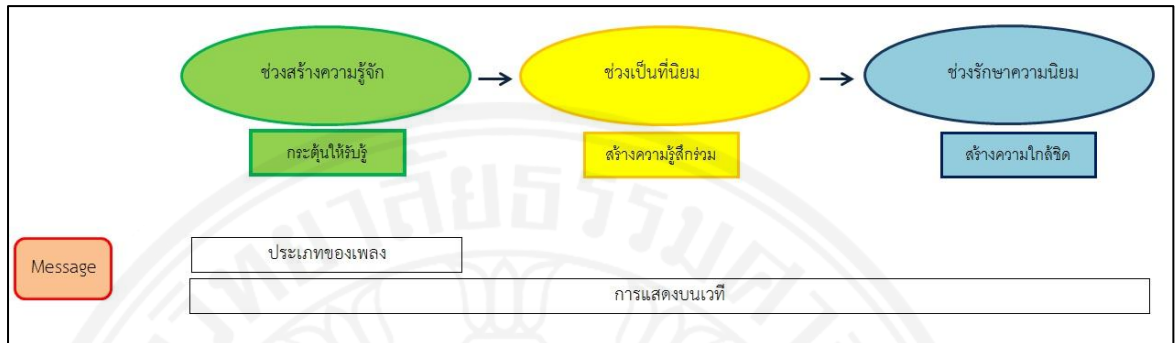 ช่วงสร้างความรู้จัก
ช่วงเป็นที่นิยม
ช่วงรักษาความนิยม
กระตุ้นให้รับรู้
สร้างความรู้สึกร่วม
สร้างความใกล้ชิด
Message
ประเภทของเพลง
การแสดงบนเวที